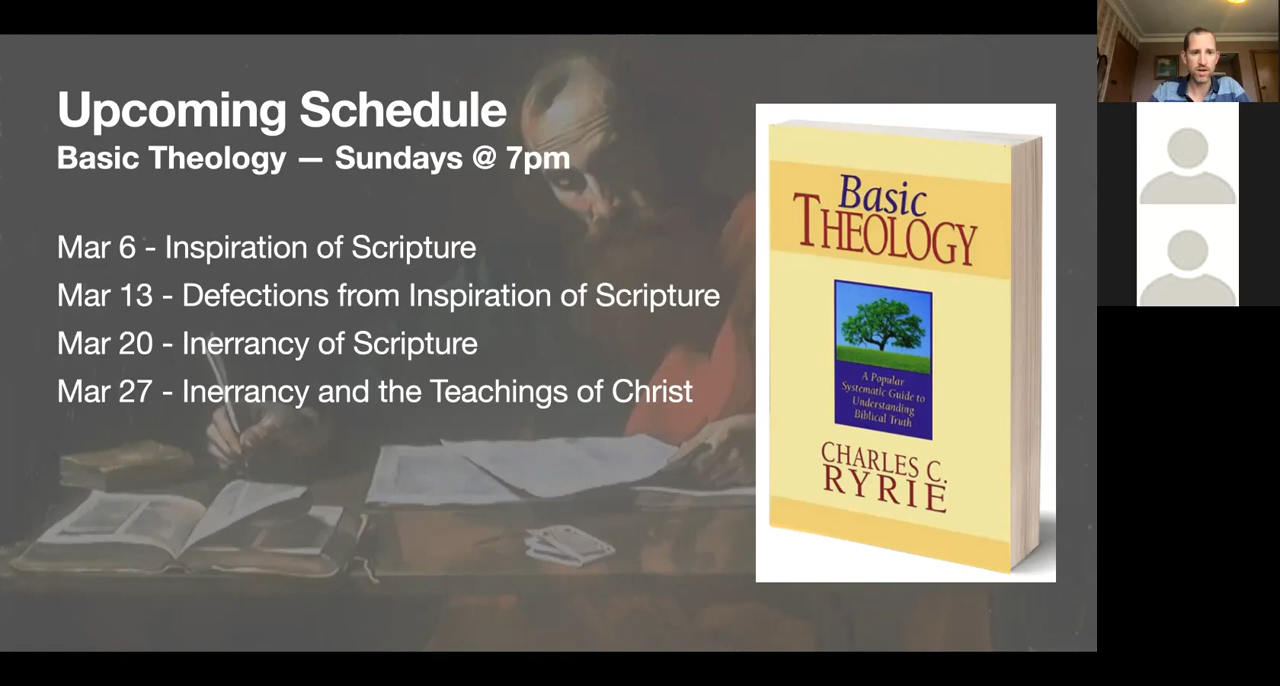 Upcoming Schedule
Basic Theology — Sundays @ 7pm
Mar 6 - Inspiration of Scripture
Mar 13 - Defections from Inspiration of Scripture
Mar 20 - Inerrancy of Scripture
Mar 27 - Inerrancy and the Teachings of Christ
Basic
THEOLOGY
A Popular
Systematic Guide to
Understanding
Biblical Truth
CHARLES C.
RYRIE